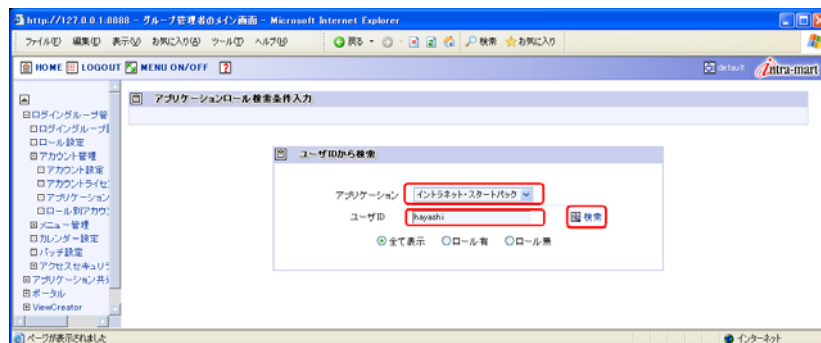 http://127.0.0.1:8888 - グループ管理者のメイン画面 - Microsoft Internet Explorer
ファイル(F) 編集(E) 表示(V) お気に入り(A) ツール(T) ヘルプ(H) 戻る 検索 お気に入り
HOME LOGOUT MENU ON/OFF ? default intra-mart
アプリケーションロール検索条件入力
ログイングループ管
ログイングループ
ロール設定
アカウント管理
アカウント設定
アカウントライセ
アプリケーション
ロール別アカウ
メニュー管理
カレンダー設定
バッチ設定
アクセスセキュリ
アプリケーション共
ポータル
ViewCreator
ユーザIDから検索
アプリケーション イントラネット・スタートパック
ユーザID hayashi 検索
全て表示 ロール有 ロール無
ページが表示されました インターネット